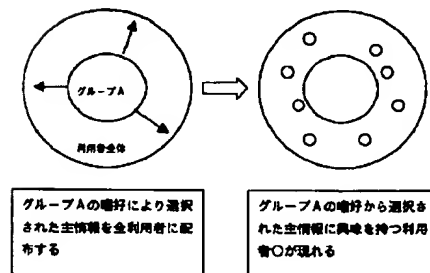 グループA
利用者全体
グループAの嗜好により選択
された主情報を全利用者に配
布する
グループAの嗜好から選択さ
れた主情報に興味を持つ利用
者○が現れる